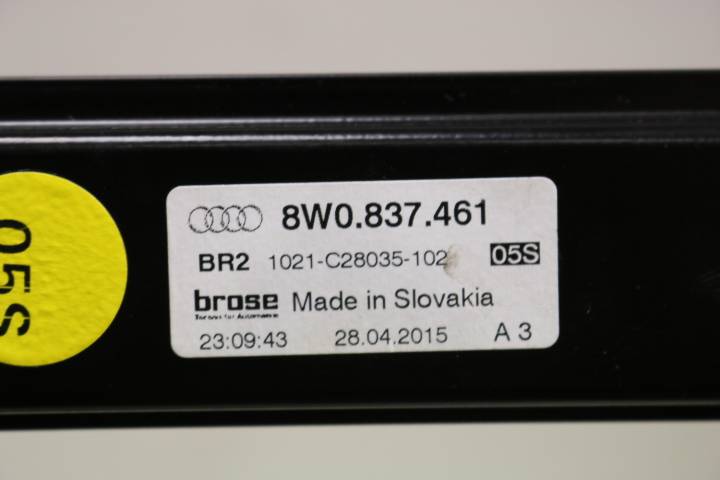 05S
8W0.837.461
BR2 1021-C28035-102 05S
brose Made in Slovakia
23:09:43 28.04.2015 A 3